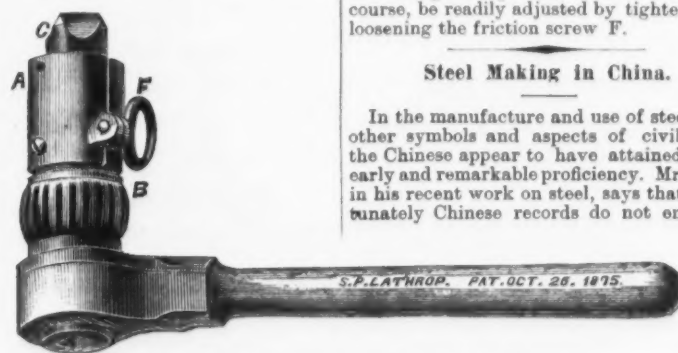 course, be readily adjusted by tighte
loosening the friction screw F.
Steel Making in China.
In the manufacture and use of stee
other symbols and aspects of civil
the Chinese appear to have attained
early and remarkable proficiency. Mr
in his recent work on steel, says that
tunately Chinese records do not en
C
A
F
B
S.P. LATHROP. PAT. OCT. 26. 1875.